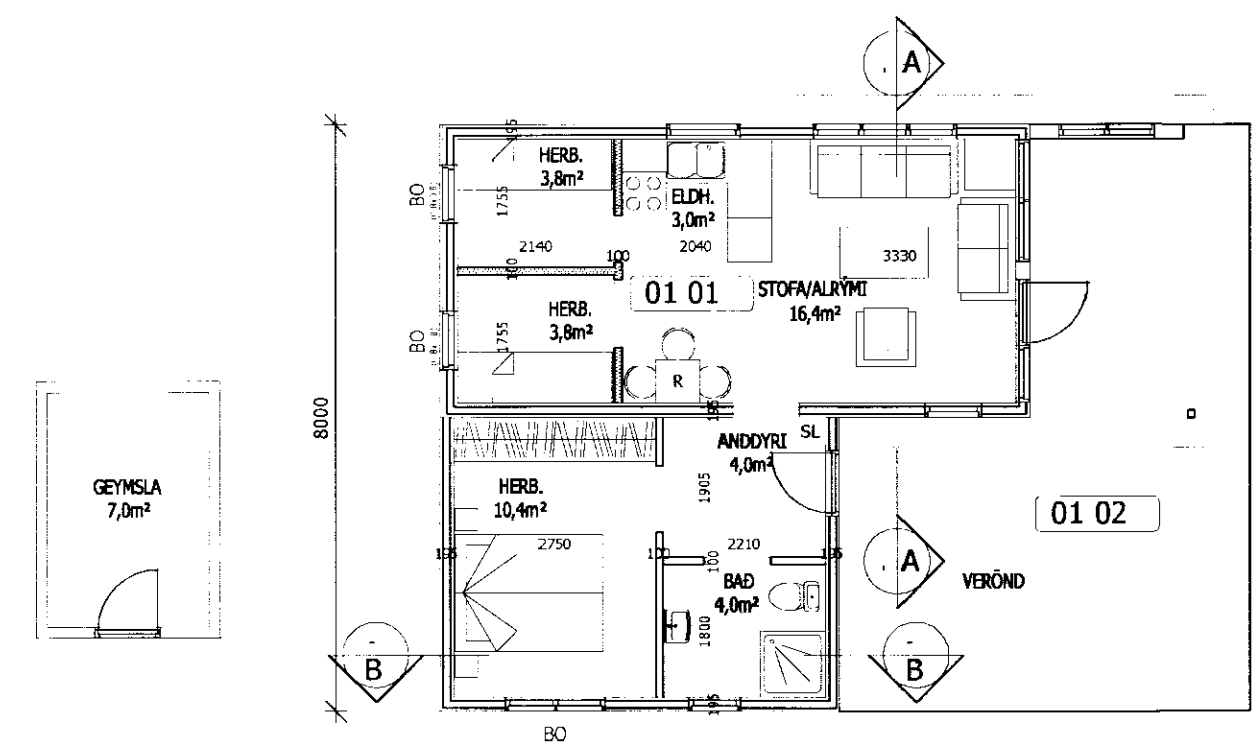 A
195
HERB.
3,8m²
BO
1755
ELDH.
3,0m²
2140
100
2040
3330
100
01 01
STOFA/ALRÝMI
16,4m²
HERB.
3,8m²
BO
1755
R
8000
195
SL
ANDDYRI
4,0m²
GEYMSLA
7,0m²
HERB.
10,4m²
1905
01 02
195
2750
100
2210
100
195
A
BAÐ
4,0m²
VERÖND
1800
B
B
195
BO